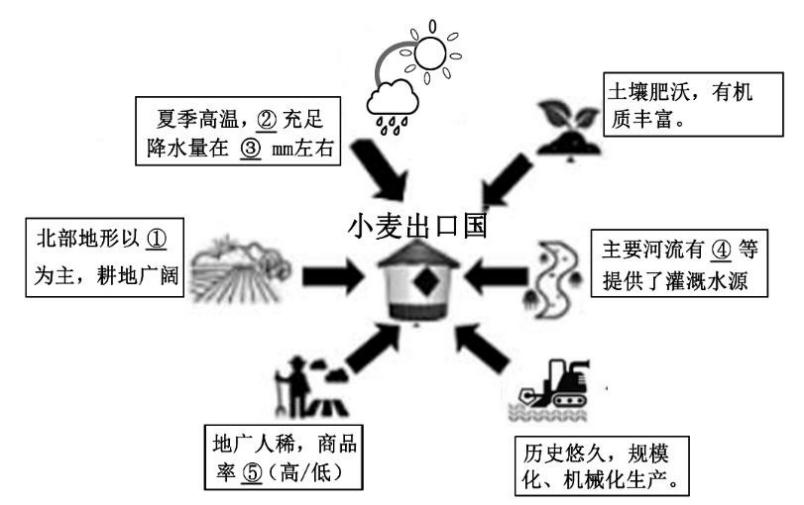 夏季高温，②充足
降水量在 ③ mm左右
土壤肥沃，有机
质丰富。
小麦出口国
北部地形以①
为主，耕地广阔
主要河流有④等
提供了灌溉水源
地广人稀，商品
率⑤(高/低)
历史悠久，规模
化、机械化生产。